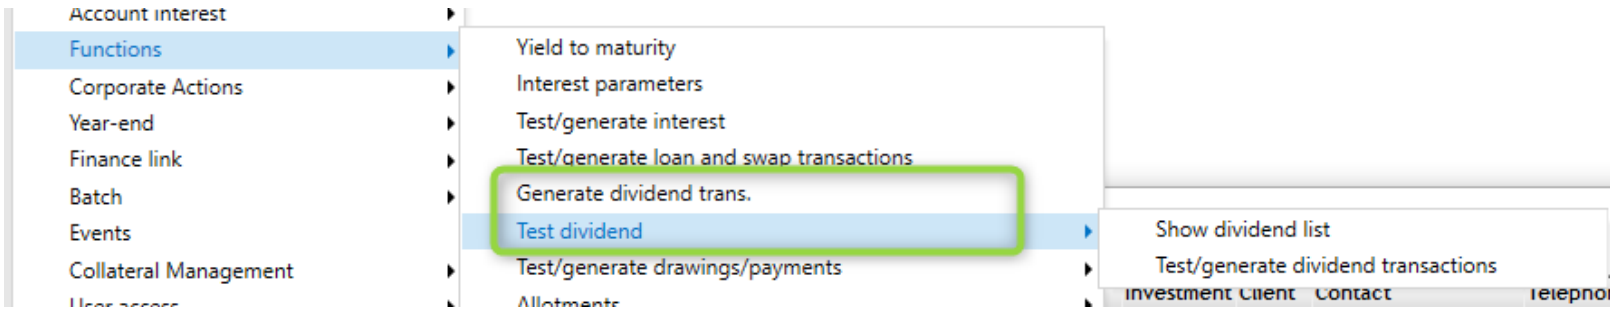 Account interest
Functions
Corporate Actions
Year-end
Finance link
Batch
Events
Collateral Management
User access
Yield to maturity
Interest parameters
Test/generate interest
Test/generate loan and swap transactions
Generate dividend trans.
Test dividend
Test/generate drawings/payments
Allotments
Show dividend list
Test/generate dividend transactions
Investment Client Contact